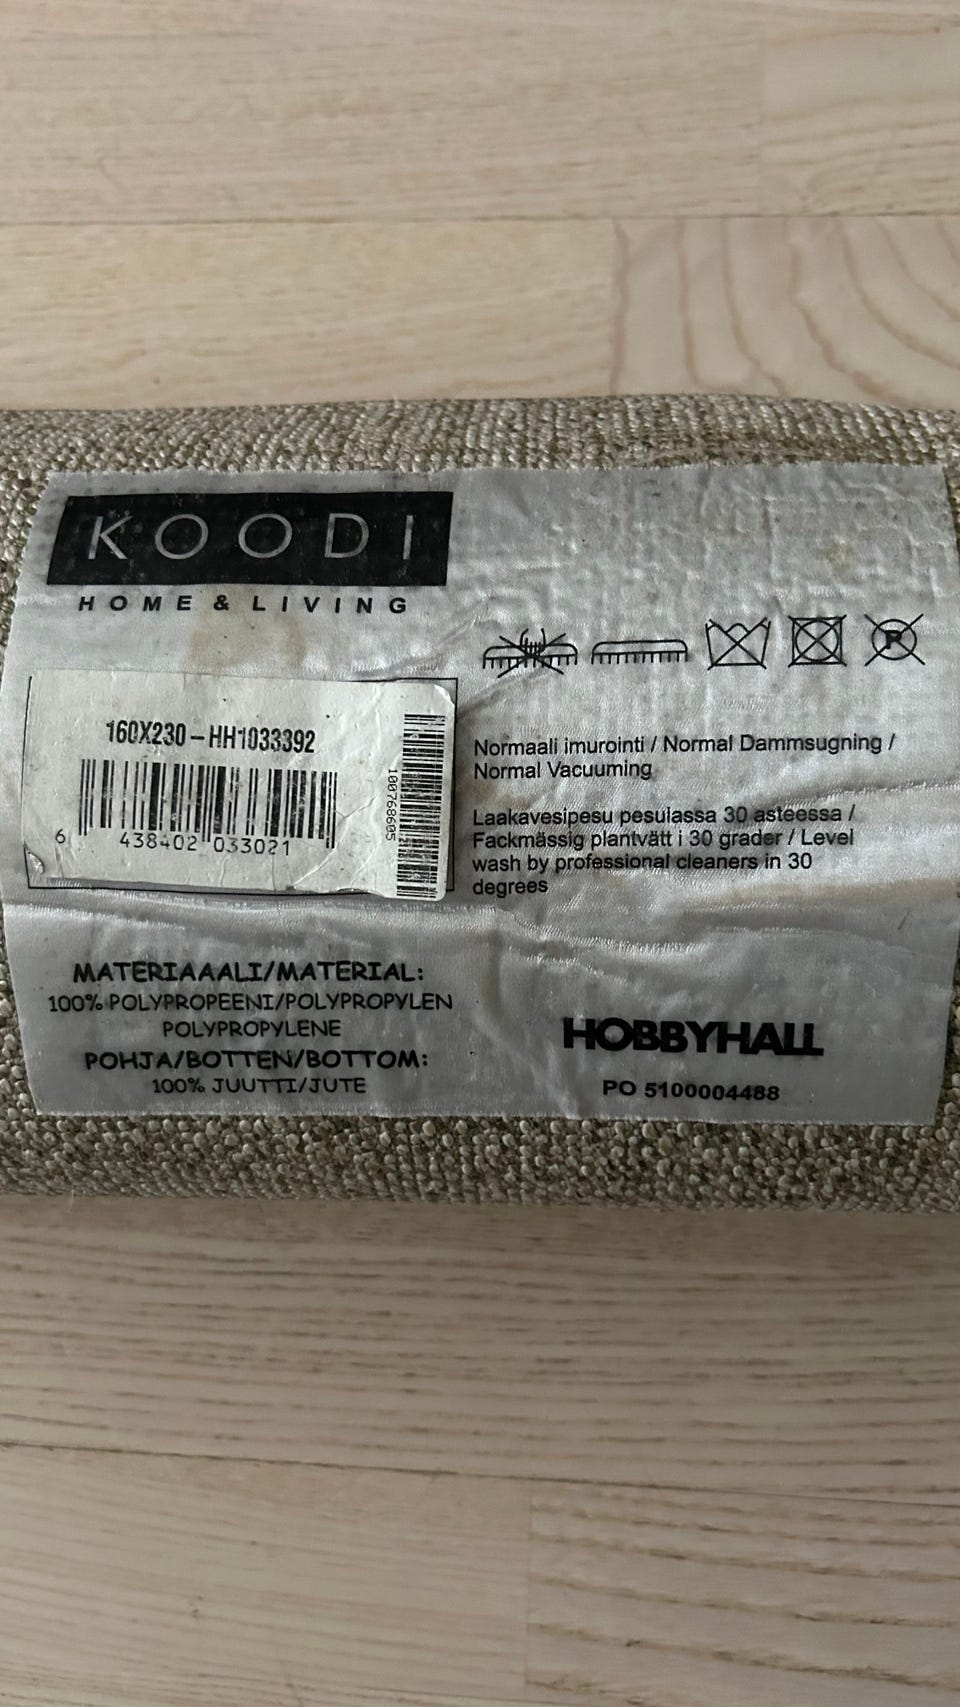 KOODI
HOME & LIVING
160X230-HH1033392
6 438402 033021
100768605
P
Normaali imurointi / Normal Dammsugning /
Normal Vacuuming
Laakavesipesu pesulassa 30 asteessa /
Fackmässig plantvätt i 30 grader / Level
wash by professional cleaners in 30
degrees
MATERIAAALI/MATERIAL:
100% POLYPROPEENI/POLYPROPYLEN
POLYPROPYLENE
POHJA/BOTTEN/BOTTOM:
100% JUUTTI/JUTE
HOBBYHALL
PO 5100004488